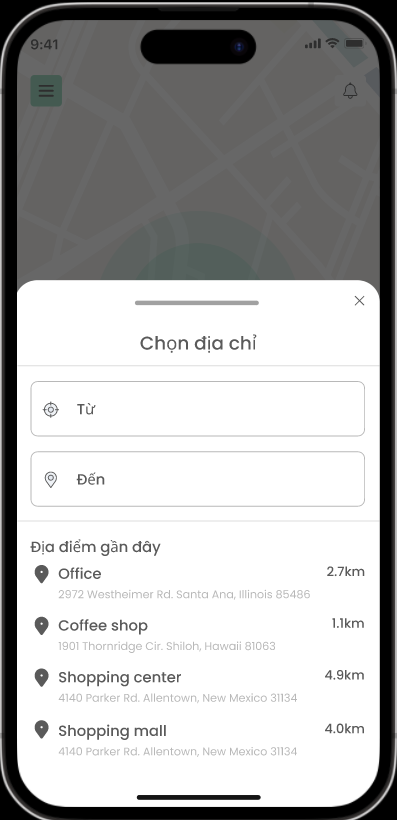 9:41
Chọn địa chỉ
Từ
Đến
Địa điểm gần đây
Office 2.7km
2972 Westheimer Rd. Santa Ana, Illinois 85486
Coffee shop 1.1km
1901 Thornridge Cir. Shiloh, Hawaii 81063
Shopping center 4.9km
4140 Parker Rd. Allentown, New Mexico 31134
Shopping mall 4.0km
4140 Parker Rd. Allentown, New Mexico 31134